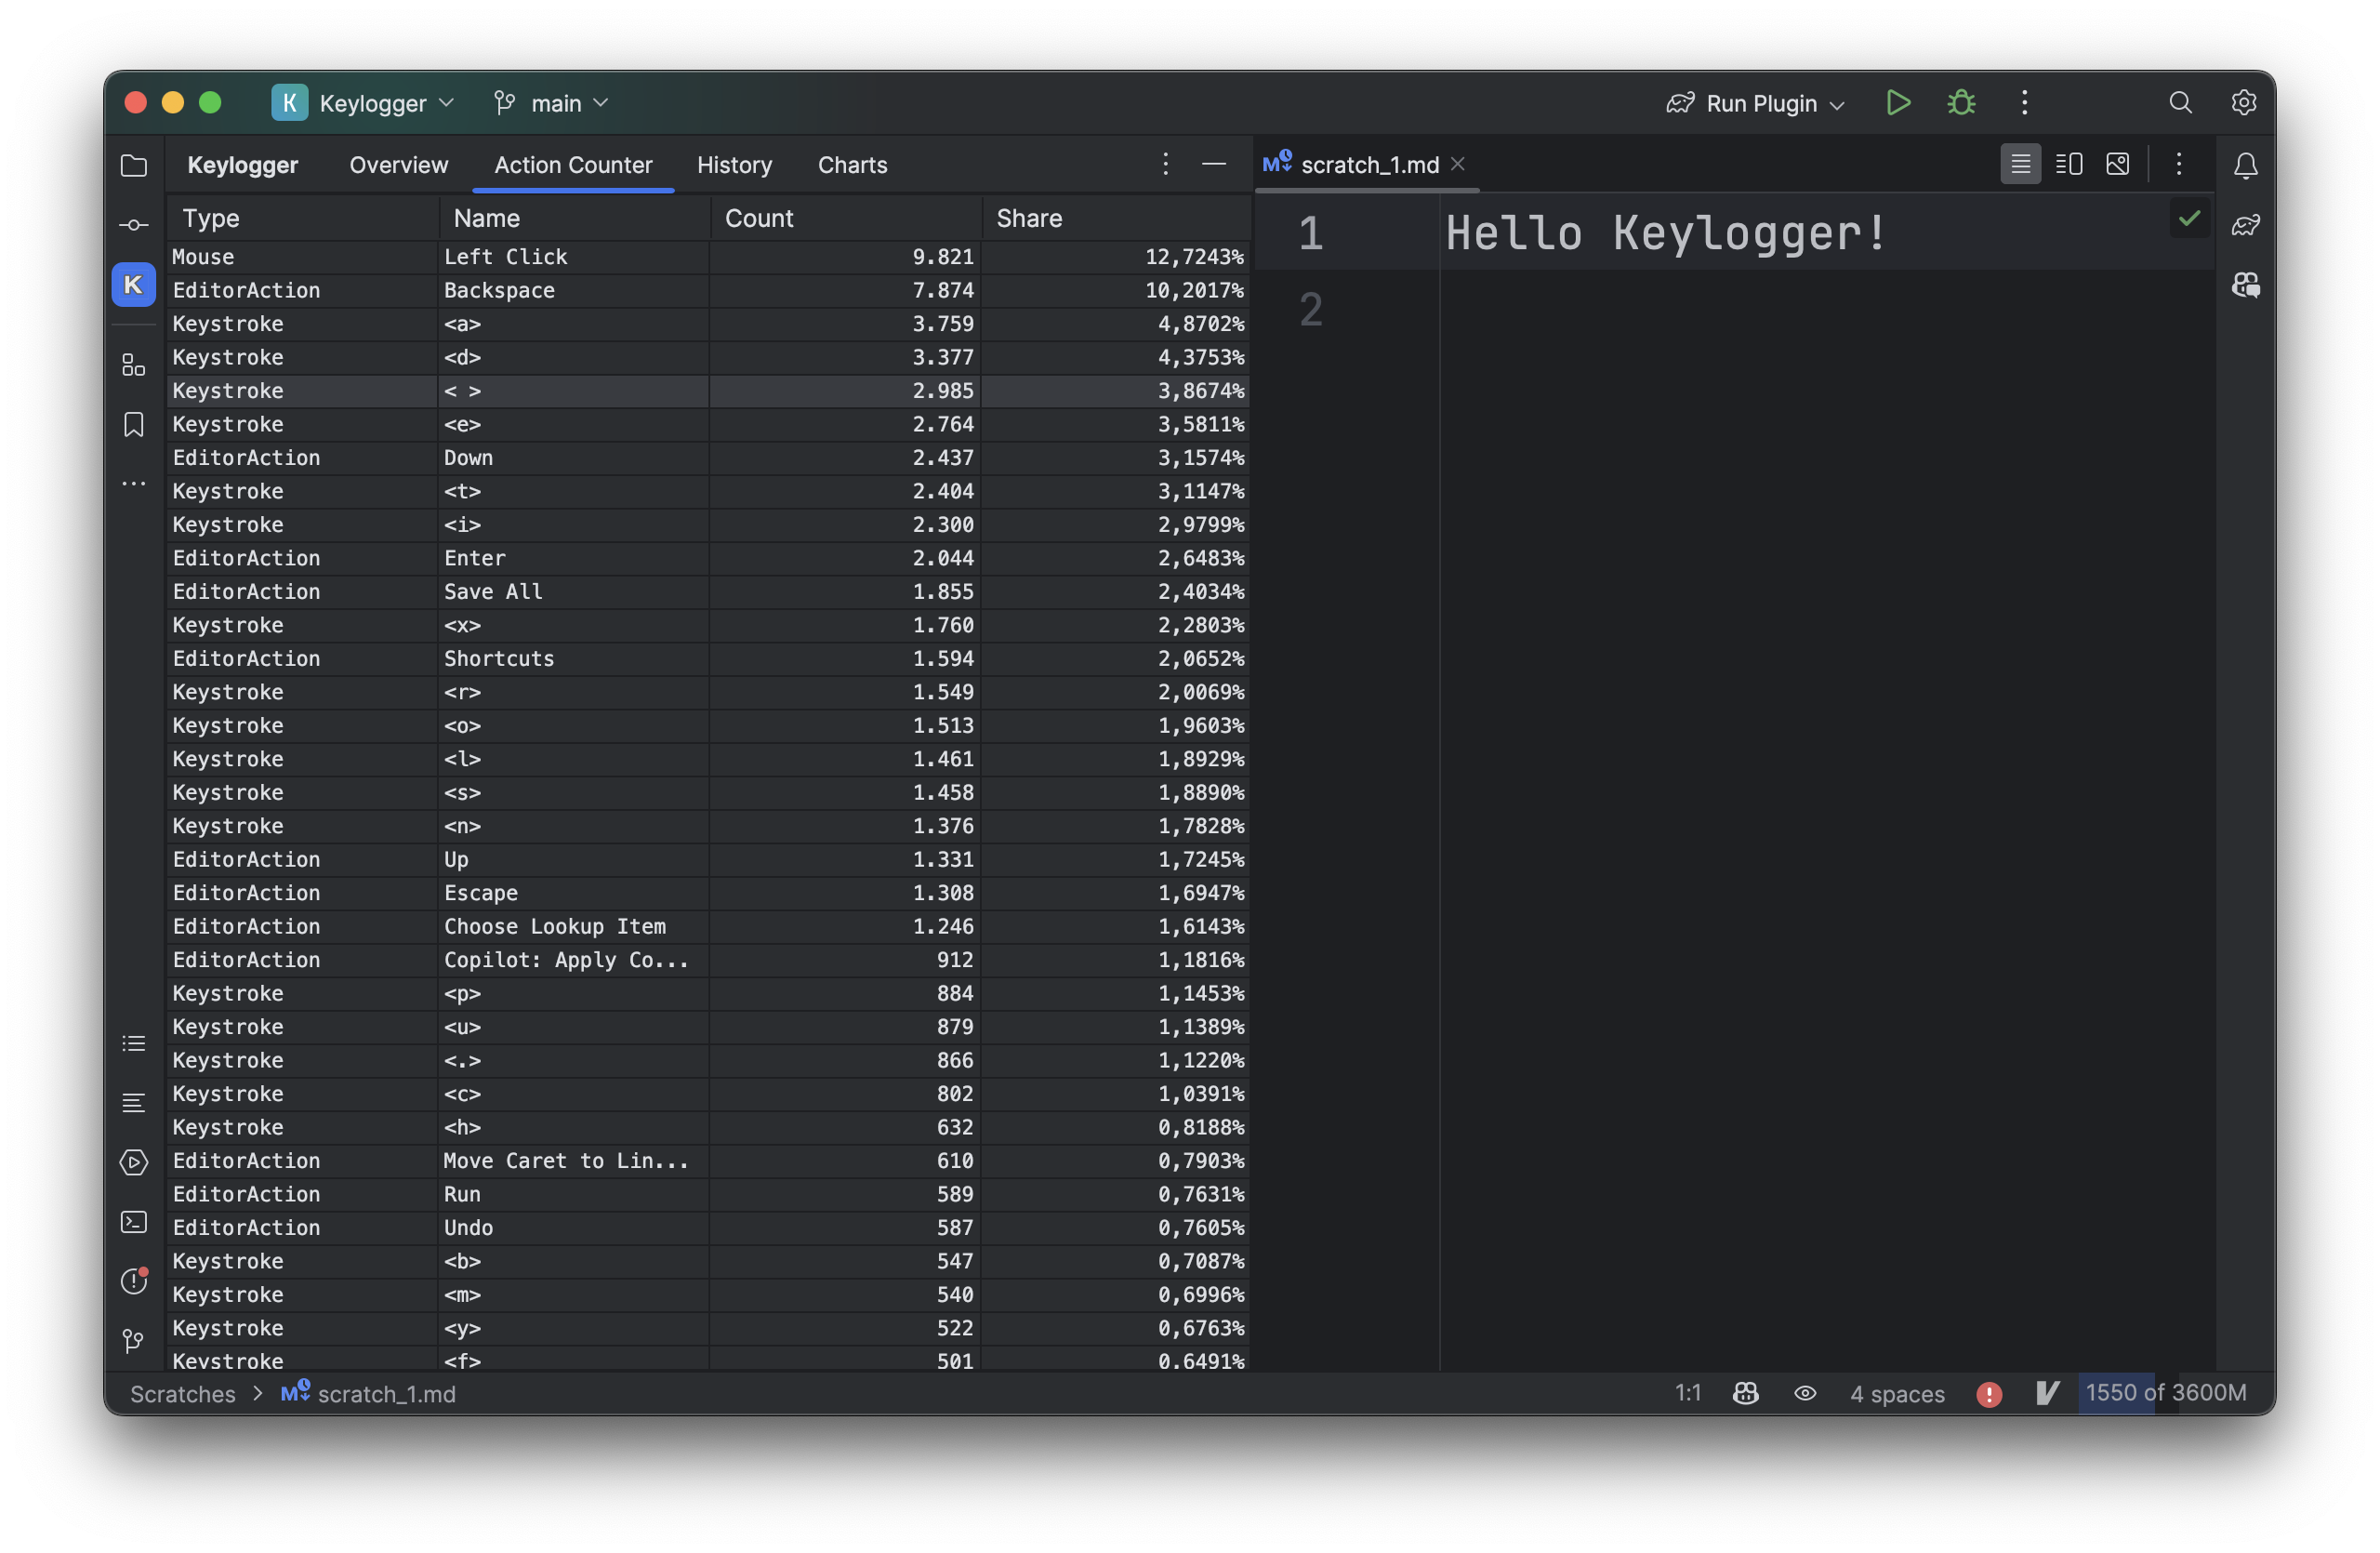 K Keylogger main Run Plugin
Keylogger Overview Action Counter History Charts
Type Name Count Share
Mouse Left Click 9.821 12,7243%
EditorAction Backspace 7.874 10,2017%
Keystroke <a> 3.759 4,8702%
Keystroke <d> 3.377 4,3753%
Keystroke < > 2.985 3,8674%
Keystroke <e> 2.764 3,5811%
EditorAction Down 2.437 3,1574%
Keystroke <t> 2.404 3,1147%
Keystroke <i> 2.300 2,9799%
EditorAction Enter 2.044 2,6483%
EditorAction Save All 1.855 2,4034%
Keystroke <x> 1.760 2,2803%
EditorAction Shortcuts 1.594 2,0652%
Keystroke <r> 1.549 2,0069%
Keystroke <o> 1.513 1,9603%
Keystroke <l> 1.461 1,8929%
Keystroke <s> 1.458 1,8890%
Keystroke <n> 1.376 1,7828%
EditorAction Up 1.331 1,7245%
EditorAction Escape 1.308 1,6947%
EditorAction Choose Lookup Item 1.246 1,6143%
EditorAction Copilot: Apply Co... 912 1,1816%
Keystroke <p> 884 1,1453%
Keystroke <u> 879 1,1389%
Keystroke <.> 866 1,1220%
Keystroke <c> 802 1,0391%
Keystroke <h> 632 0,8188%
EditorAction Move Caret to Lin... 610 0,7903%
EditorAction Run 589 0,7631%
EditorAction Undo 587 0,7605%
Keystroke <b> 547 0,7087%
Keystroke <m> 540 0,6996%
Keystroke <y> 522 0,6763%
Keystroke <f> 501 0,6491%
K
M scratch_1.md
1 Hello Keylogger!
2
Scratches > M scratch_1.md 1:1 4 spaces 1550 of 3600M